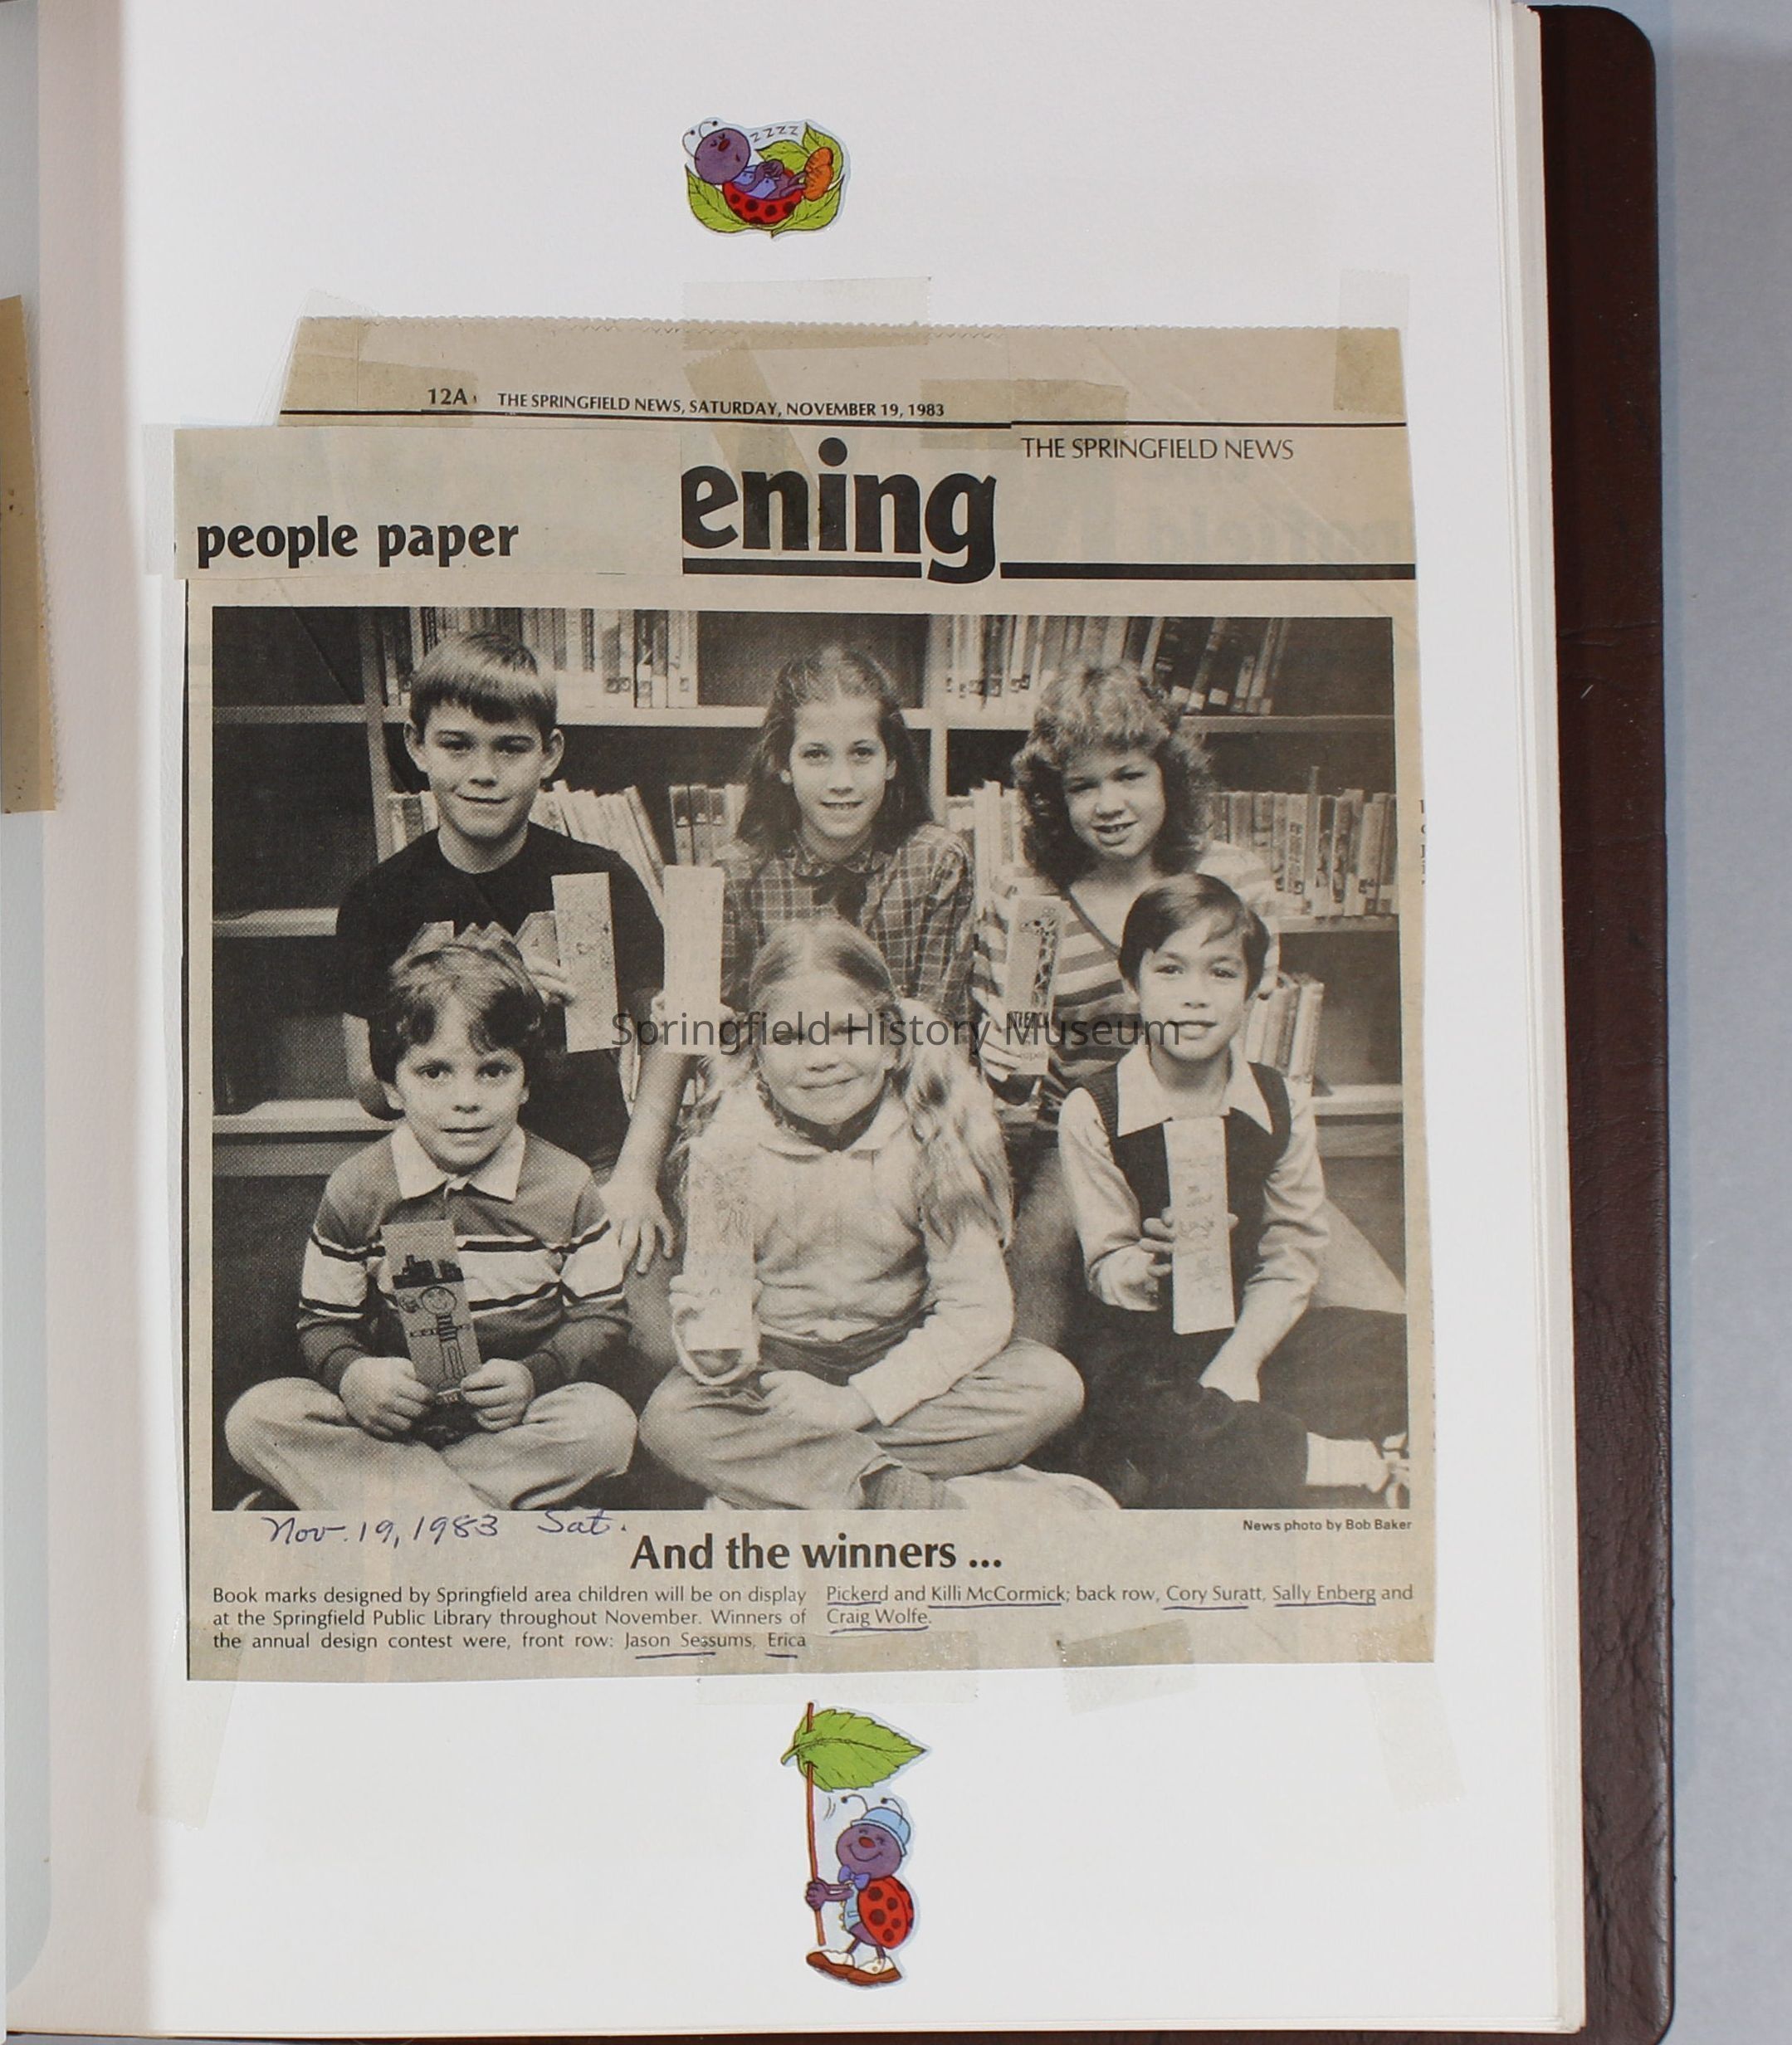 zzzz
12A THE SPRINGFIELD NEWS, SATURDAY, NOVEMBER 19, 1983
THE SPRINGFIELD NEWS
people paper
ening
Springfield History Museum
Nov. 19, 1983 Sat.
News photo by Bob Baker
And the winners ...
Book marks designed by Springfield area children will be on display
at the Springfield Public Library throughout November. Winners of
the annual design contest were, front row: Jason Sessums, Erica
Pickerd and Killi McCormick; back row, Cory Suratt, Sally Enberg and
Craig Wolfe.